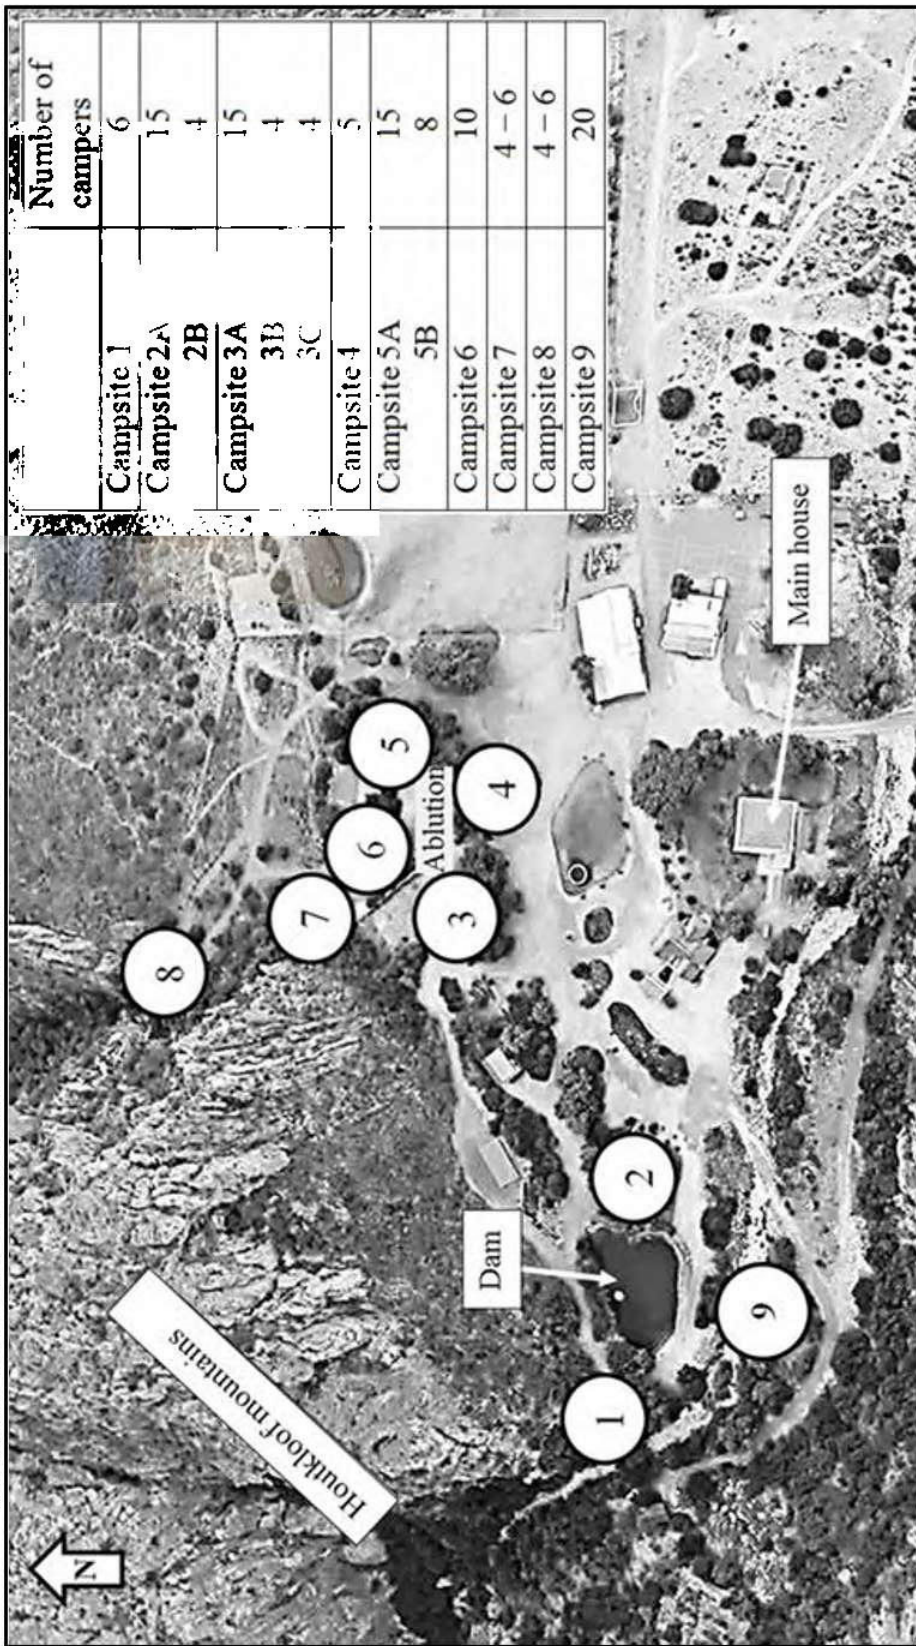 Number of
campers
Campsite 1 6
Campsite 2A 15
2B 4
Campsite 3A 15
3B 4
3C 4
Campsite 4 5
Campsite 5A 15
5B 8
Campsite 6 10
Campsite 7 4 – 6
Campsite 8 4 – 6
Campsite 9 20
N
Houtkloof mountains
8
7
6
5
Ablution
3
4
Dam
1
2
9
Main house